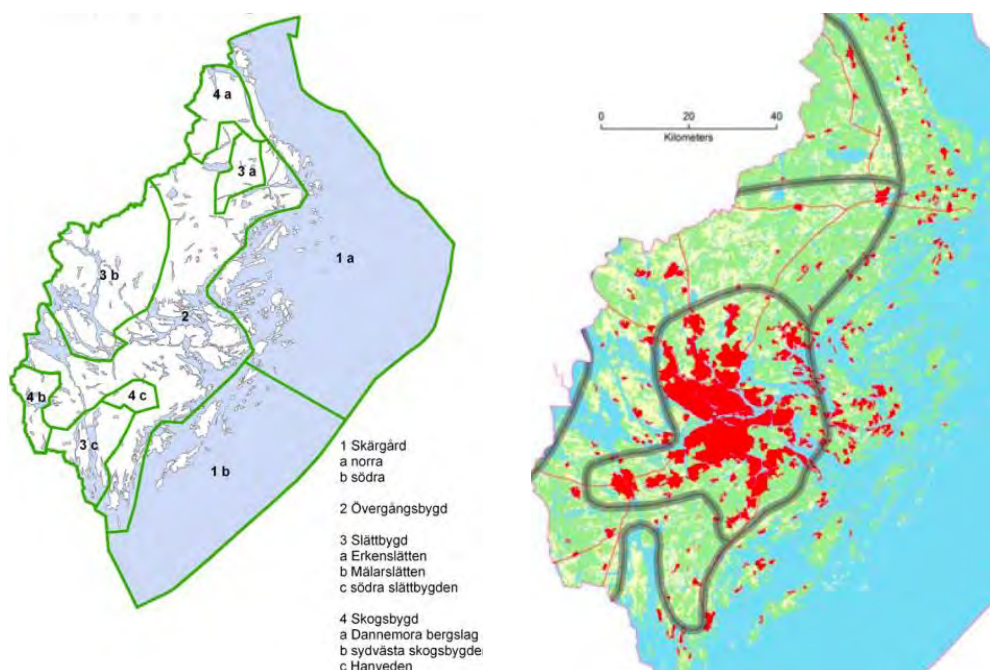 4 a
3 a
1 a
3 b
2
4 b
4 c
3 c
1 b
1 Skärgård
a norra
b södra
2 Övergångsbygd
3 Slättbygd
a Erkenslätten
b Mälarslätten
c södra slättbygden
4 Skogsbygd
a Dannemora bergslag
b sydvästa skogsbygde
c Hanveden
0 20 40
Kilometers